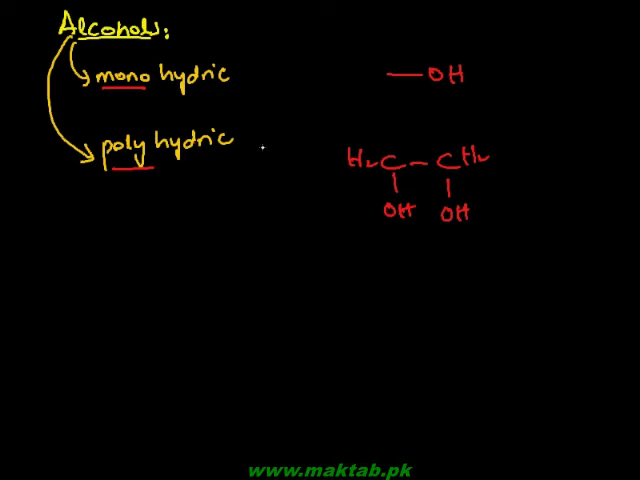 Alcohols:
mono hydric —OH
poly hydric H₂C — CH₂
OH OH
www.maktab.pk